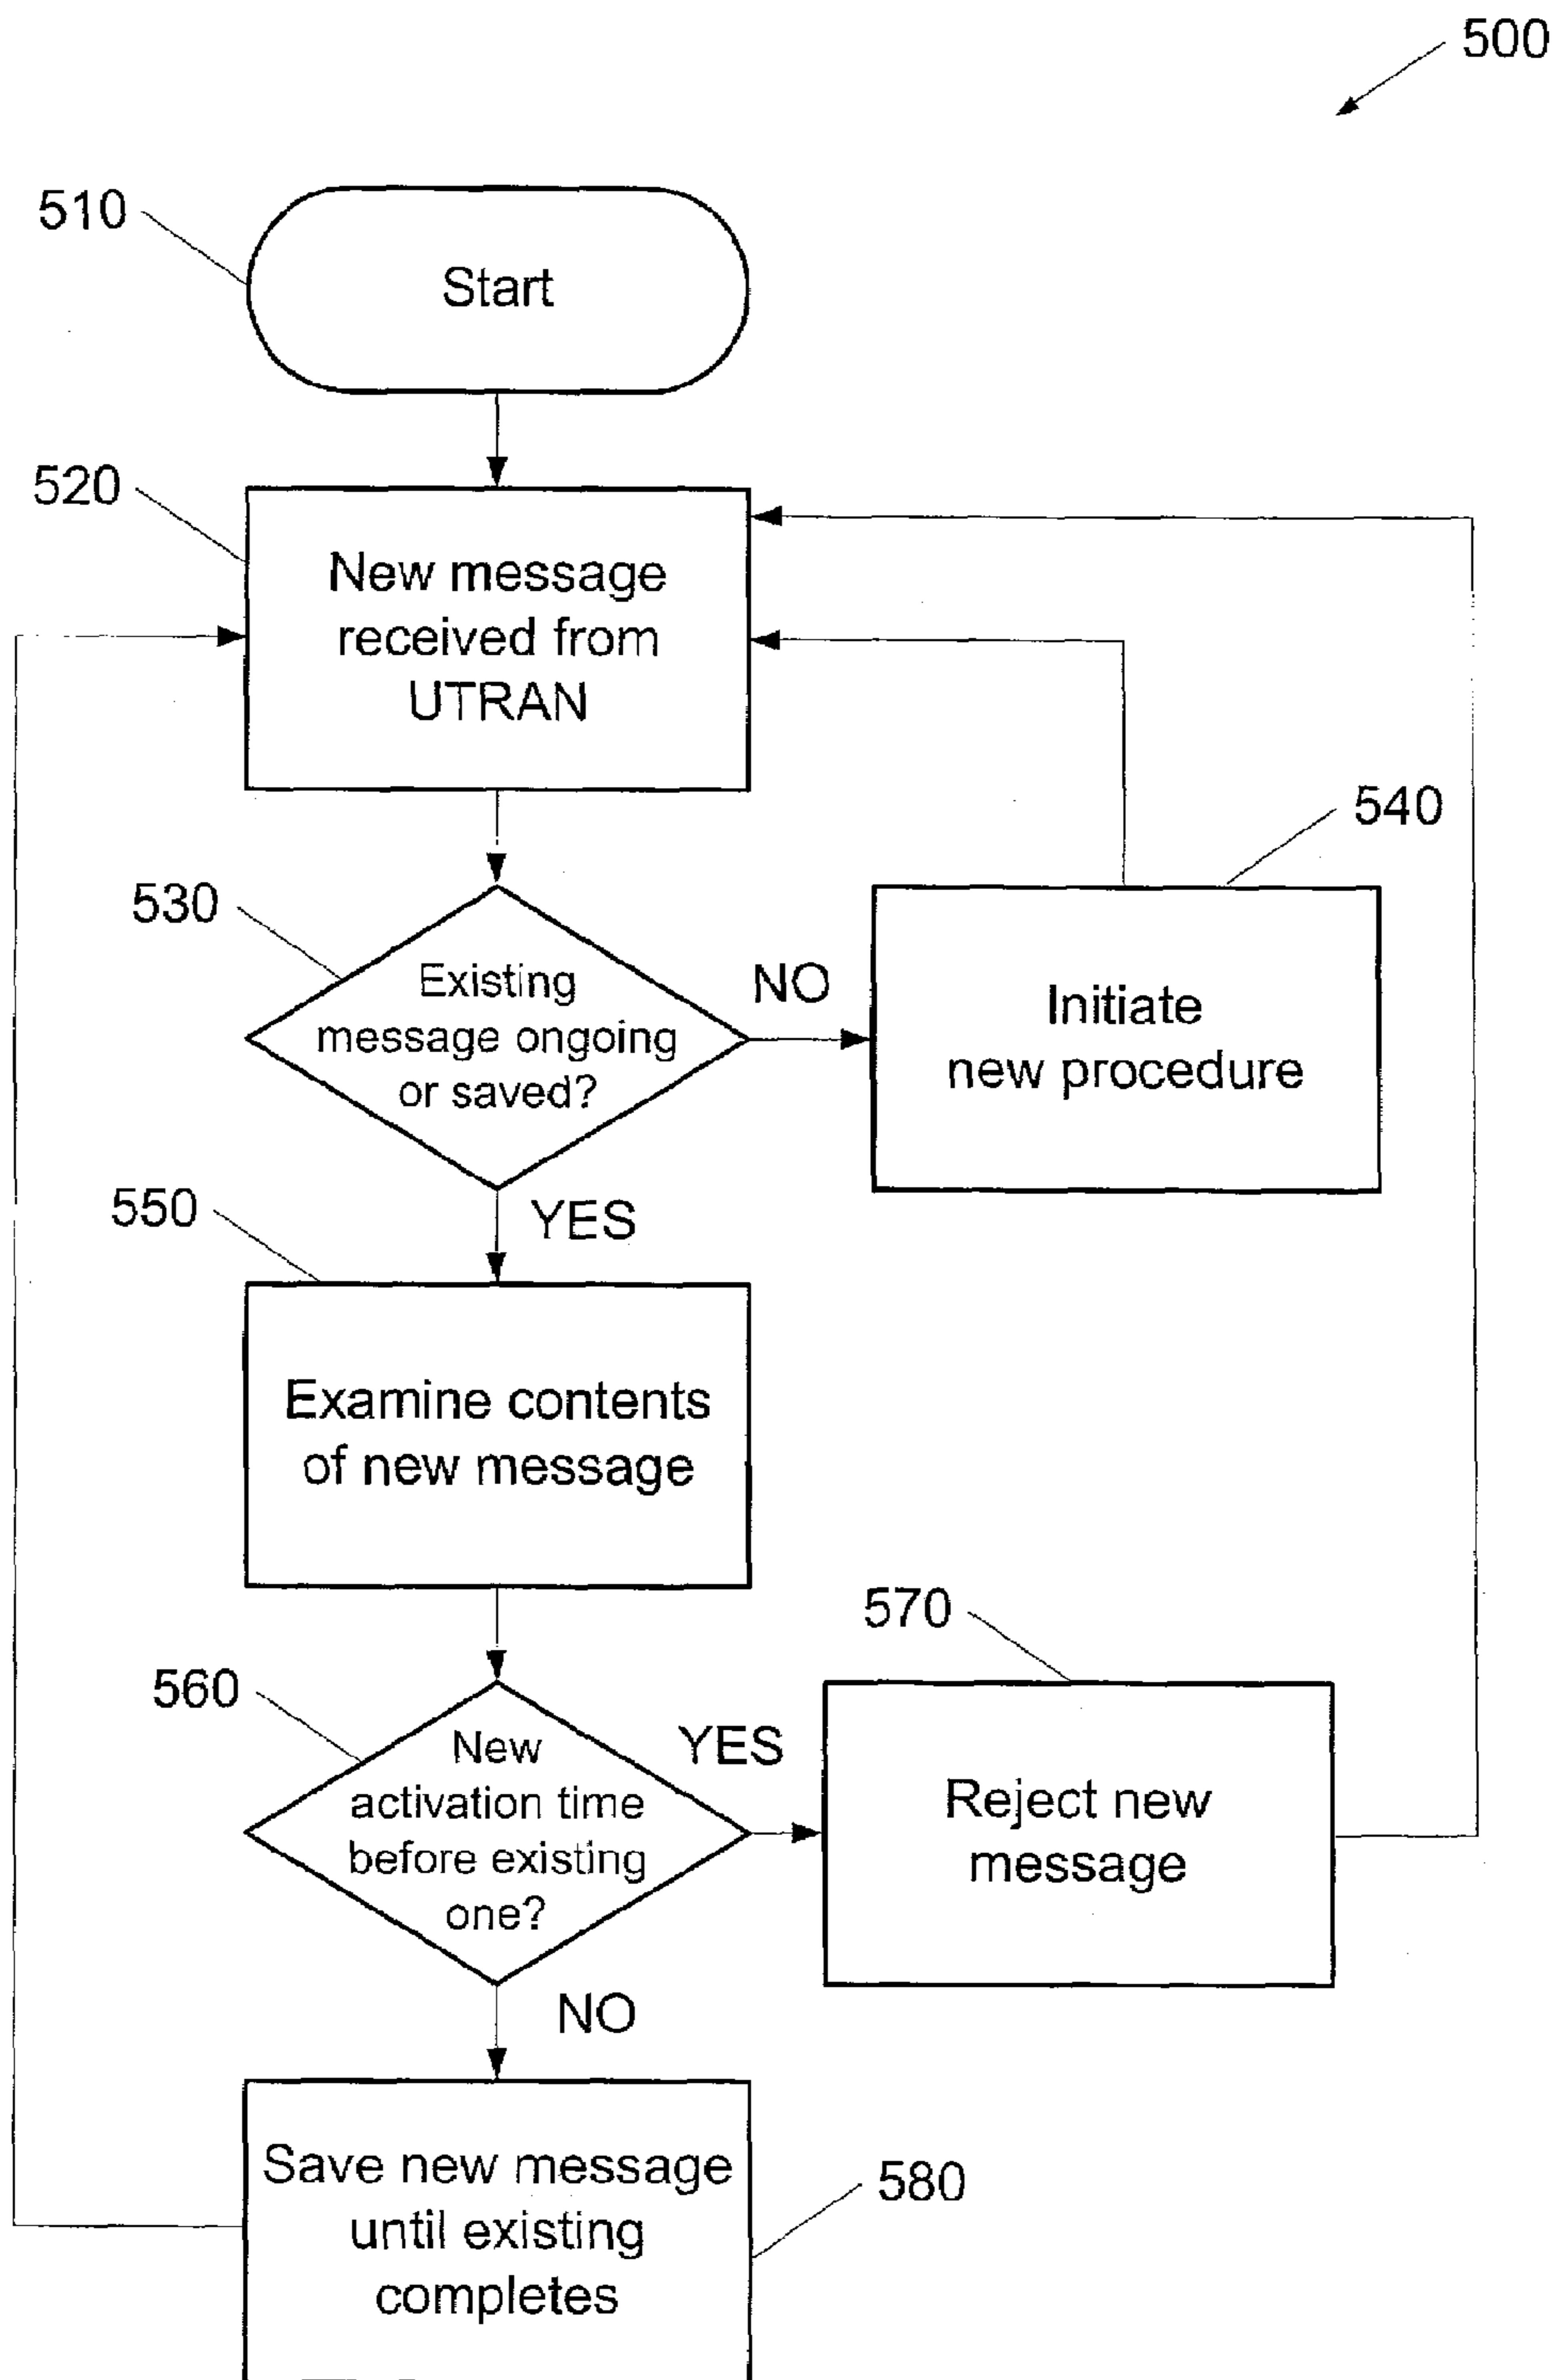 500
510
Start
520
New message
received from
UTRAN
540
530
Existing
message ongoing
or saved?
NO
Initiate
new procedure
550
YES
Examine contents
of new message
570
560
New
activation time
before existing
one?
YES
Reject new
message
NO
Save new message
until existing
completes
580